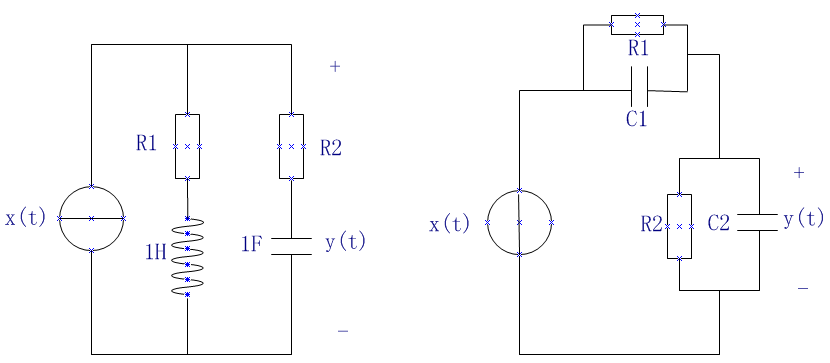 +
R1
R2
x(t)
1H
1F
y(t)
−
R1
C1
+
x(t)
R2
C2
y(t)
−